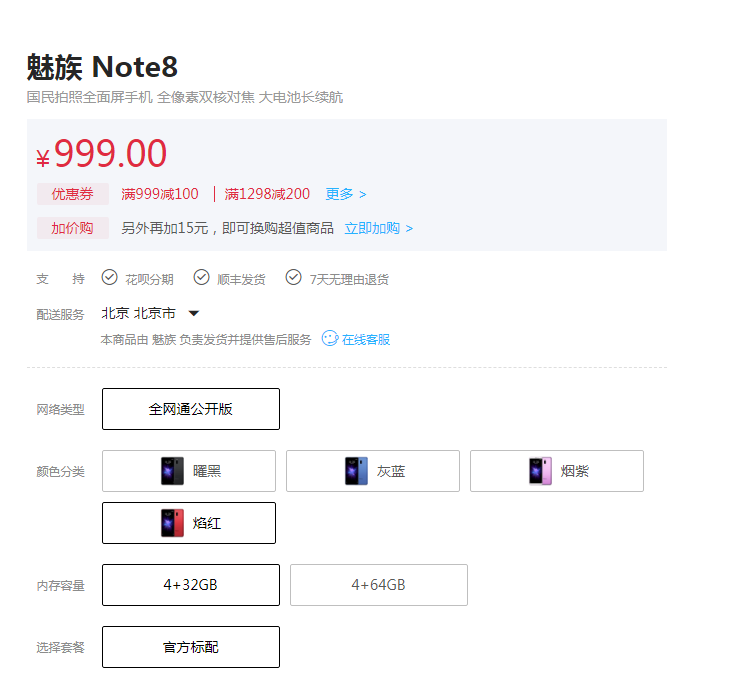 魅族 Note8
国民拍照全面屏手机 全像素双核对焦 大电池长续航
¥999.00
优惠券 满999减100 | 满1298减200 更多 >
加价购 另外再加15元，即可换购超值商品 立即加购 >
支 持 花呗分期 顺丰发货 7天无理由退货
配送服务 北京 北京市
本商品由 魅族 负责发货并提供售后服务 在线客服
网络类型 全网通公开版
颜色分类 曜黑 灰蓝 烟紫
焰红
内存容量 4+32GB 4+64GB
选择套餐 官方标配